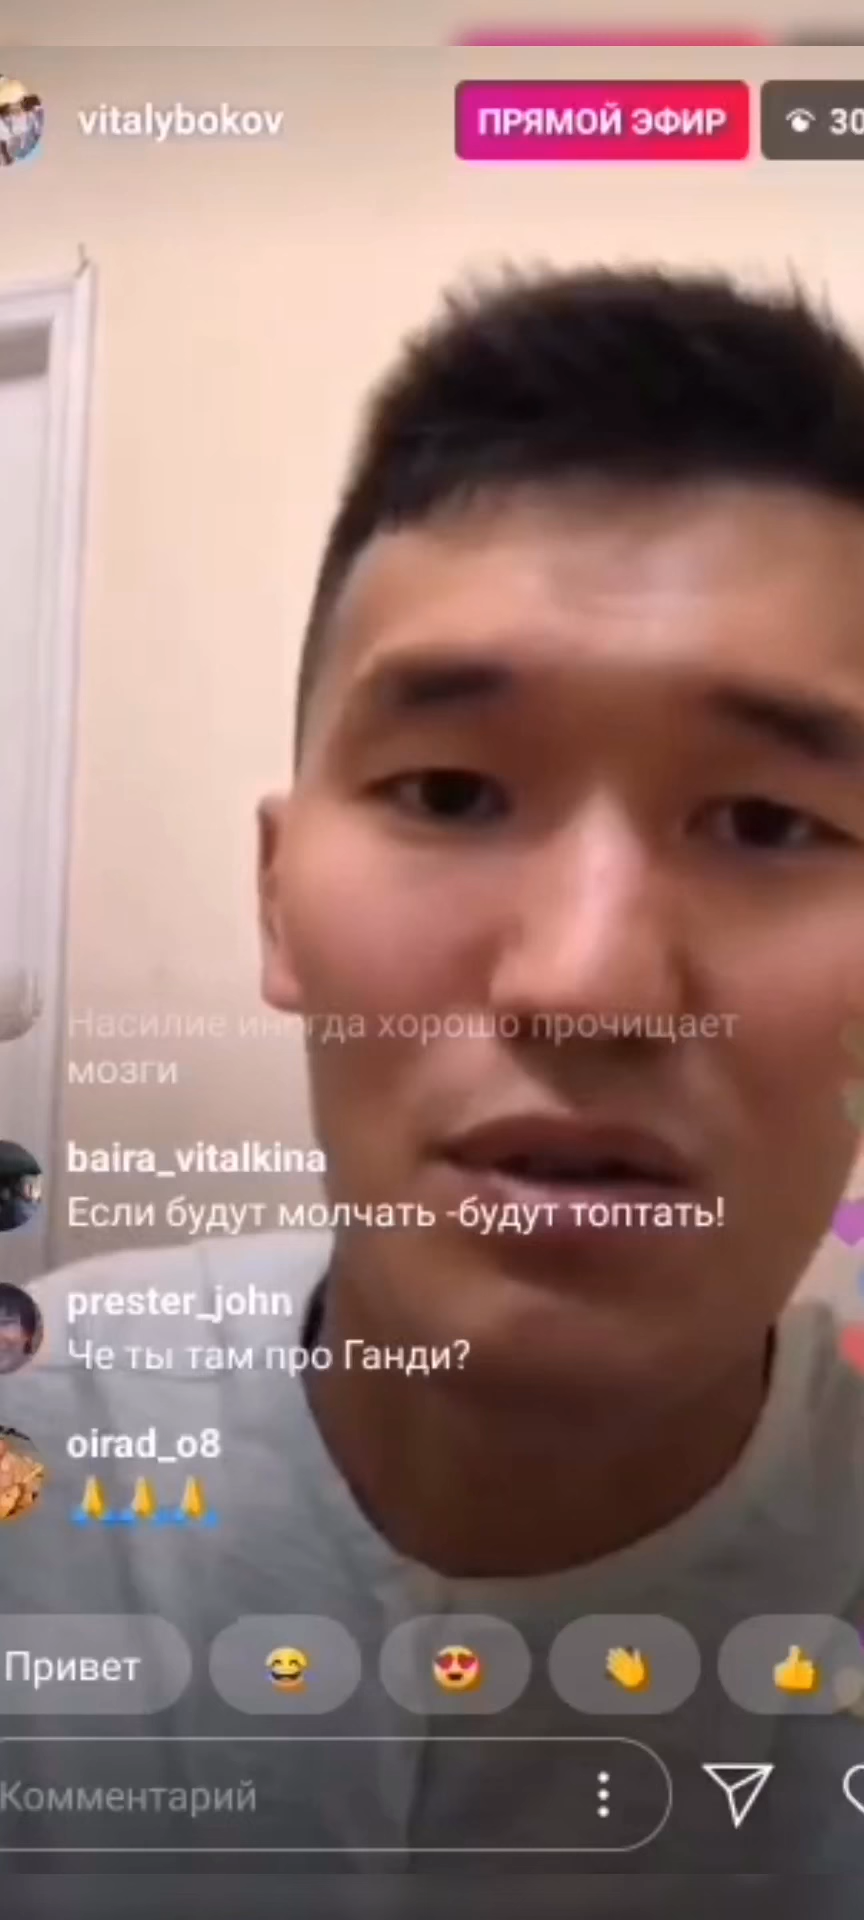 vitalybokov
ПРЯМОЙ ЭФИР
30
Насилие иногда хорошо прочищает
мозги
baira_vitalkina
Если будут молчать -будут топтать!
prester_john
Че ты там про Ганди?
oirad_o8
🙏🙏🙏
Привет
Комментарий